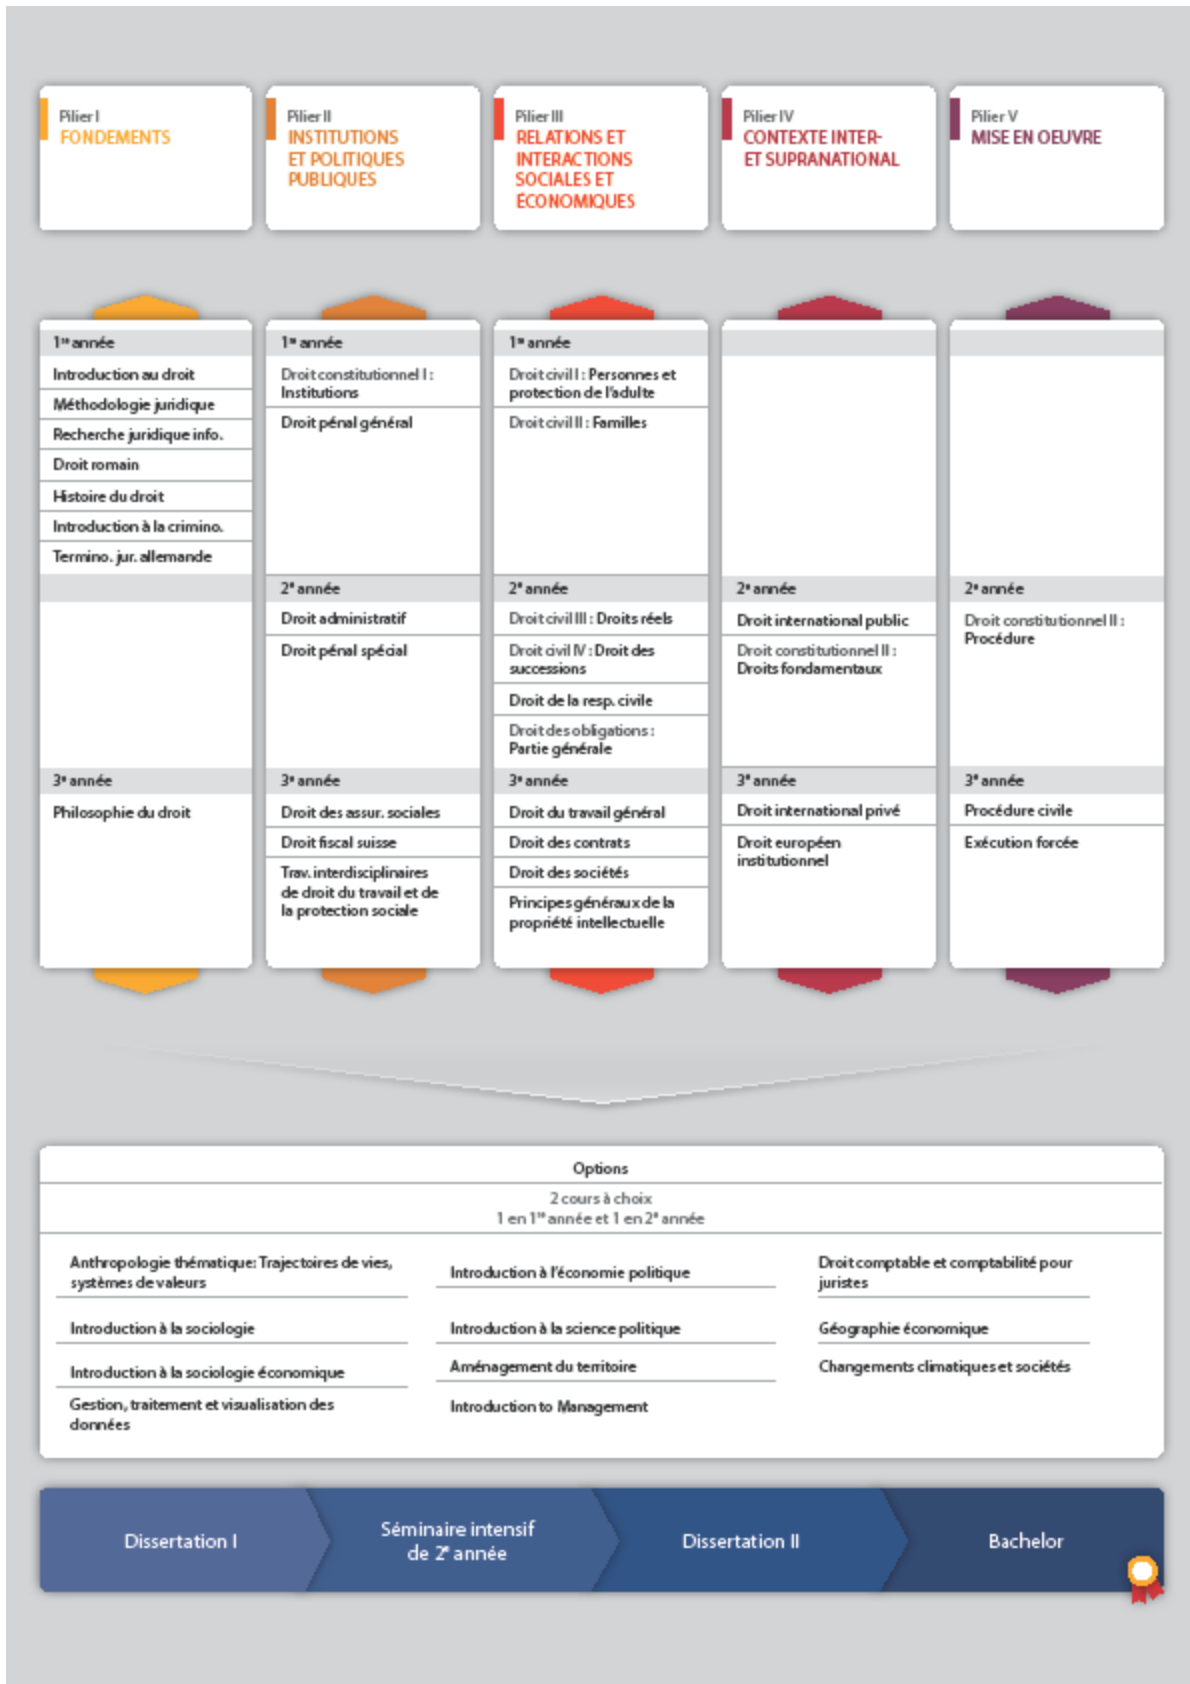 Pilier I
FONDEMENTS
Pilier II
INSTITUTIONS
ET POLITIQUES
PUBLIQUES
Pilier III
RELATIONS ET
INTERACTIONS
SOCIALES ET
ÉCONOMIQUES
Pilier IV
CONTEXTE INTER-
ET SUPRANATIONAL
Pilier V
MISE EN OEUVRE
1re année
Introduction au droit
Méthodologie juridique
Recherche juridique info.
Droit romain
Histoire du droit
Introduction à la crimino.
Termino. jur. allemande
3e année
Philosophie du droit
1re année
Droit constitutionnel I :
Institutions
Droit pénal général
2e année
Droit administratif
Droit pénal spécial
3e année
Droit des assur. sociales
Droit fiscal suisse
Trav. interdisciplinaires
de droit du travail et de
la protection sociale
1re année
Droit civil I : Personnes et
protection de l'adulte
Droit civil II : Familles
2e année
Droit civil III : Droits réels
Droit civil IV : Droit des
successions
Droit de la resp. civile
Droit des obligations :
Partie générale
3e année
Droit du travail général
Droit des contrats
Droit des sociétés
Principes généraux de la
propriété intellectuelle
2e année
Droit international public
Droit constitutionnel II :
Droits fondamentaux
3e année
Droit international privé
Droit européen
institutionnel
2e année
Droit constitutionnel II :
Procédure
3e année
Procédure civile
Exécution forcée
Options
2 cours à choix
1 en 1re année et 1 en 2e année
Anthropologie thématique: Trajectoires de vies,
systèmes de valeurs
Introduction à la sociologie
Introduction à la sociologie économique
Gestion, traitement et visualisation des
données
Introduction à l'économie politique
Introduction à la science politique
Aménagement du territoire
Introduction to Management
Droit comptable et comptabilité pour
juristes
Géographie économique
Changements climatiques et sociétés
Dissertation I
Séminaire intensif
de 2e année
Dissertation II
Bachelor